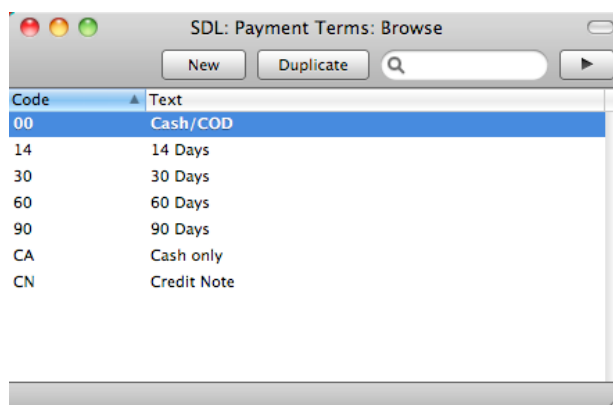 SDL: Payment Terms: Browse
New Duplicate
Code Text
00 Cash/COD
14 14 Days
30 30 Days
60 60 Days
90 90 Days
CA Cash only
CN Credit Note